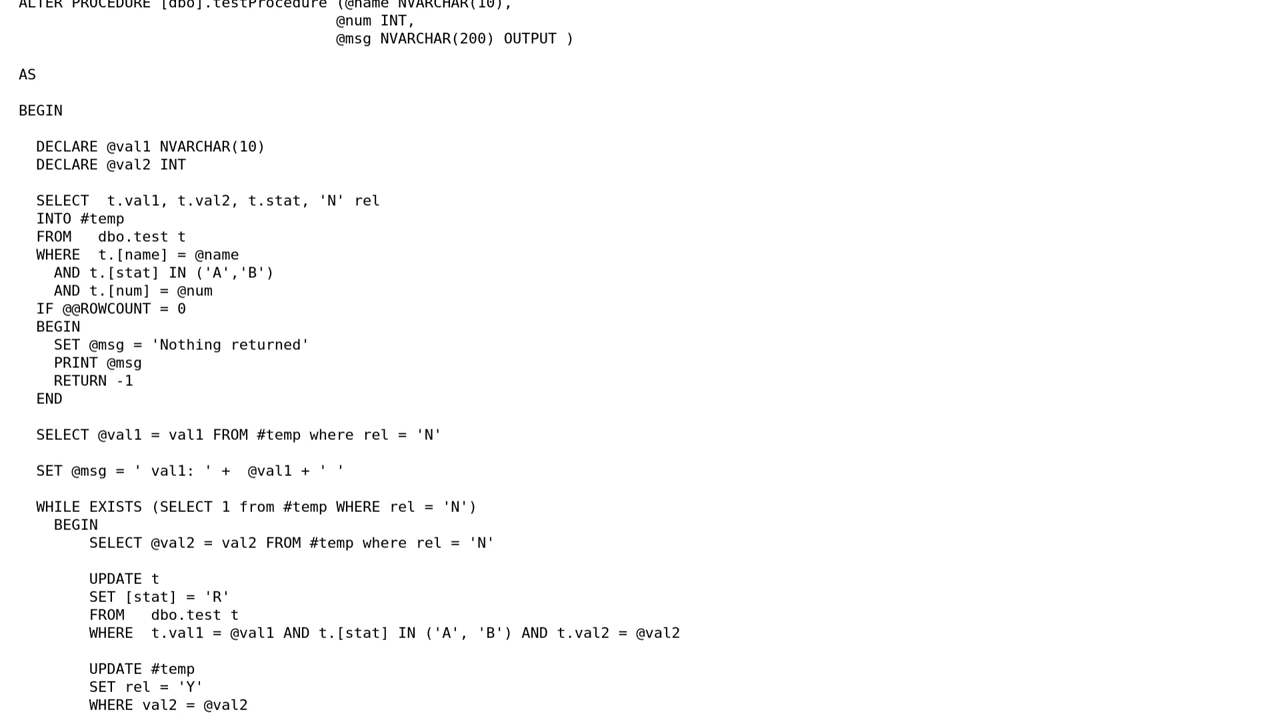 ALTER PROCEDURE [dbo].testProcedure (@name NVARCHAR(10),
                                    @num INT,
                                    @msg NVARCHAR(200) OUTPUT )

AS

BEGIN

  DECLARE @val1 NVARCHAR(10)
  DECLARE @val2 INT

  SELECT  t.val1, t.val2, t.stat, 'N' rel
  INTO #temp
  FROM   dbo.test t
  WHERE  t.[name] = @name
    AND t.[stat] IN ('A','B')
    AND t.[num] = @num
  IF @@ROWCOUNT = 0
  BEGIN
    SET @msg = 'Nothing returned'
    PRINT @msg
    RETURN -1
  END

  SELECT @val1 = val1 FROM #temp where rel = 'N'

  SET @msg = ' val1: ' +  @val1 + ' '

  WHILE EXISTS (SELECT 1 from #temp WHERE rel = 'N')
    BEGIN
        SELECT @val2 = val2 FROM #temp where rel = 'N'

        UPDATE t
        SET [stat] = 'R'
        FROM   dbo.test t
        WHERE  t.val1 = @val1 AND t.[stat] IN ('A', 'B') AND t.val2 = @val2

        UPDATE #temp
        SET rel = 'Y'
        WHERE val2 = @val2